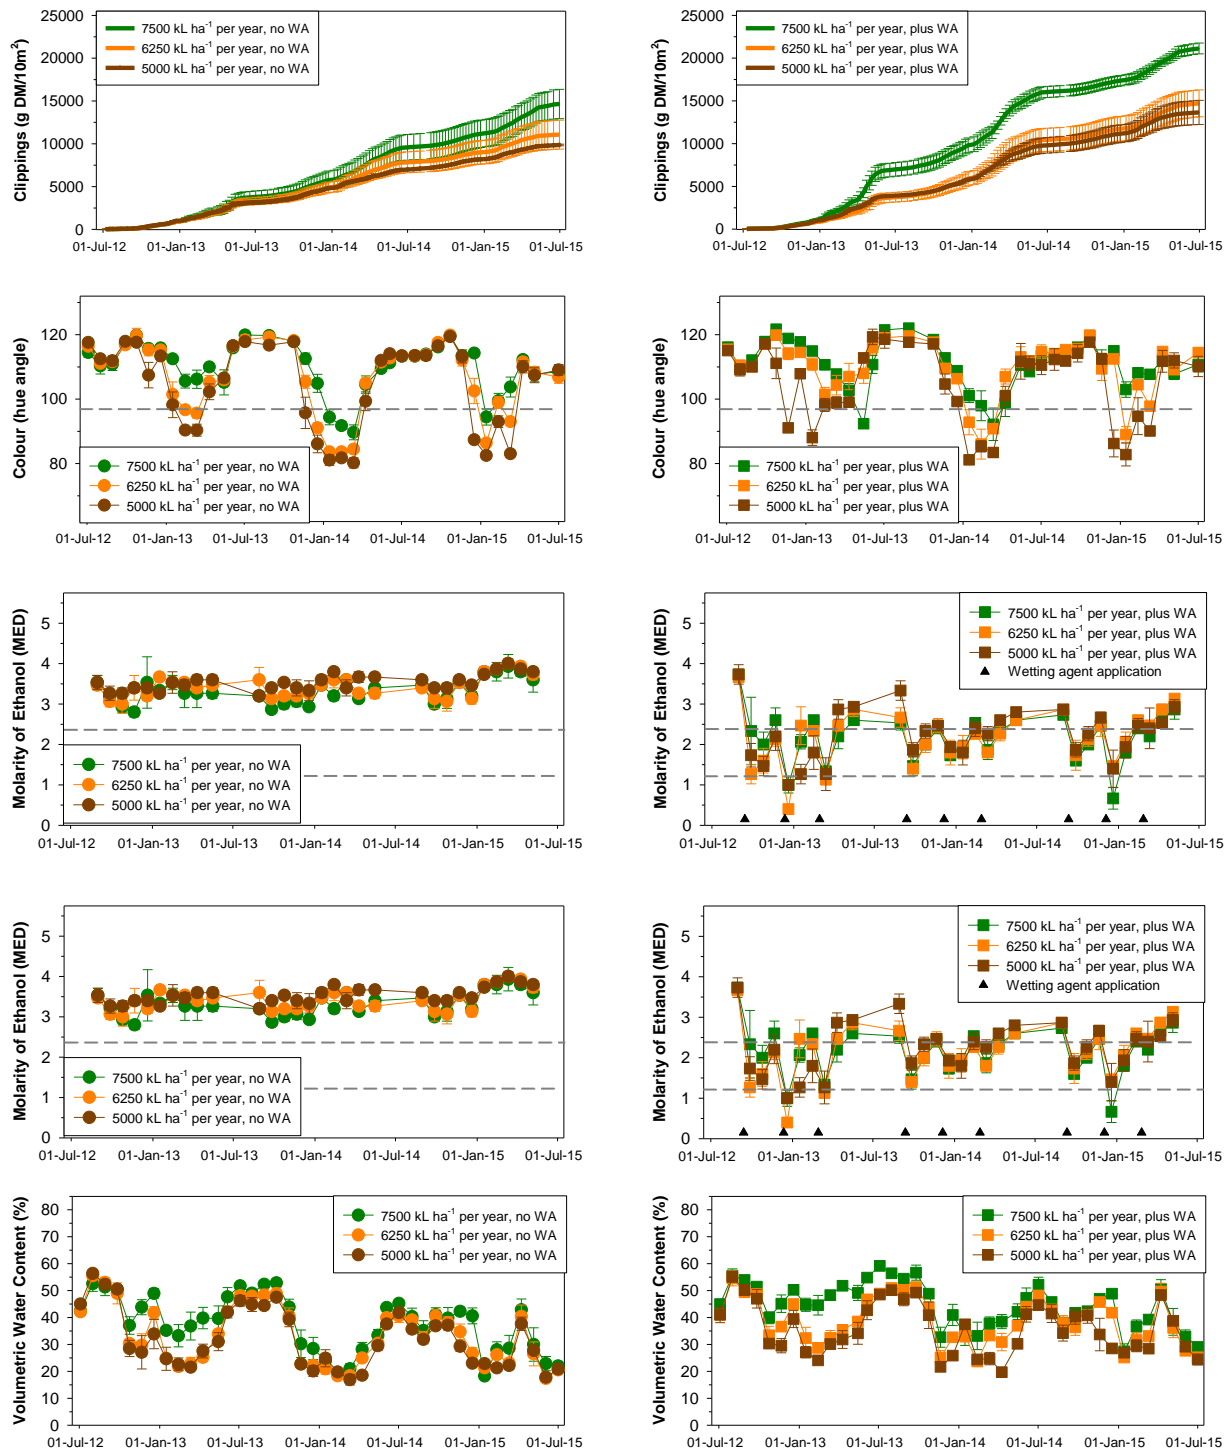 Clippings (g DM/10m²)
25000
20000
15000
10000
5000
0
7500 kL ha⁻¹ per year, no WA
6250 kL ha⁻¹ per year, no WA
5000 kL ha⁻¹ per year, no WA
01-Jul-12 01-Jan-13 01-Jul-13 01-Jan-14 01-Jul-14 01-Jan-15 01-Jul-15
Clippings (g DM/10m²)
25000
20000
15000
10000
5000
0
7500 kL ha⁻¹ per year, plus WA
6250 kL ha⁻¹ per year, plus WA
5000 kL ha⁻¹ per year, plus WA
01-Jul-12 01-Jan-13 01-Jul-13 01-Jan-14 01-Jul-14 01-Jan-15 01-Jul-15
Colour (hue angle)
120
100
80
7500 kL ha⁻¹ per year, no WA
6250 kL ha⁻¹ per year, no WA
5000 kL ha⁻¹ per year, no WA
01-Jul-12 01-Jan-13 01-Jul-13 01-Jan-14 01-Jul-14 01-Jan-15 01-Jul-15
Colour (hue angle)
120
100
80
7500 kL ha⁻¹ per year, plus WA
6250 kL ha⁻¹ per year, plus WA
5000 kL ha⁻¹ per year, plus WA
01-Jul-12 01-Jan-13 01-Jul-13 01-Jan-14 01-Jul-14 01-Jan-15 01-Jul-15
Molarity of Ethanol (MED)
5
4
3
2
1
0
7500 kL ha⁻¹ per year, no WA
6250 kL ha⁻¹ per year, no WA
5000 kL ha⁻¹ per year, no WA
01-Jul-12 01-Jan-13 01-Jul-13 01-Jan-14 01-Jul-14 01-Jan-15 01-Jul-15
Molarity of Ethanol (MED)
5
4
3
2
1
0
7500 kL ha⁻¹ per year, plus WA
6250 kL ha⁻¹ per year, plus WA
5000 kL ha⁻¹ per year, plus WA
Wetting agent application
01-Jul-12 01-Jan-13 01-Jul-13 01-Jan-14 01-Jul-14 01-Jan-15 01-Jul-15
Molarity of Ethanol (MED)
5
4
3
2
1
0
7500 kL ha⁻¹ per year, no WA
6250 kL ha⁻¹ per year, no WA
5000 kL ha⁻¹ per year, no WA
01-Jul-12 01-Jan-13 01-Jul-13 01-Jan-14 01-Jul-14 01-Jan-15 01-Jul-15
Molarity of Ethanol (MED)
5
4
3
2
1
0
7500 kL ha⁻¹ per year, plus WA
6250 kL ha⁻¹ per year, plus WA
5000 kL ha⁻¹ per year, plus WA
Wetting agent application
01-Jul-12 01-Jan-13 01-Jul-13 01-Jan-14 01-Jul-14 01-Jan-15 01-Jul-15
Volumetric Water Content (%)
80
70
60
50
40
30
20
10
0
7500 kL ha⁻¹ per year, no WA
6250 kL ha⁻¹ per year, no WA
5000 kL ha⁻¹ per year, no WA
01-Jul-12 01-Jan-13 01-Jul-13 01-Jan-14 01-Jul-14 01-Jan-15 01-Jul-15
Volumetric Water Content (%)
80
70
60
50
40
30
20
10
0
7500 kL ha⁻¹ per year, plus WA
6250 kL ha⁻¹ per year, plus WA
5000 kL ha⁻¹ per year, plus WA
01-Jul-12 01-Jan-13 01-Jul-13 01-Jan-14 01-Jul-14 01-Jan-15 01-Jul-15